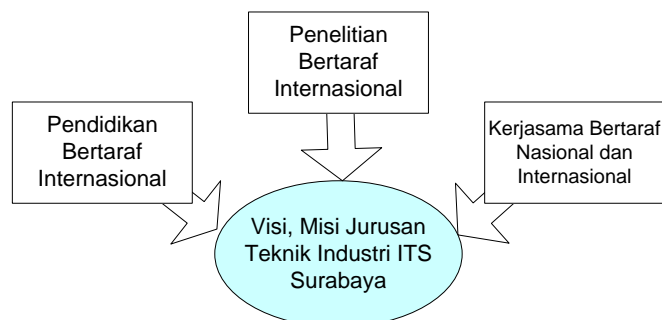 Penelitian
Bertaraf
Internasional
Pendidikan
Bertaraf
Internasional
Kerjasama Bertaraf
Nasional dan
Internasional
Visi, Misi Jurusan
Teknik Industri ITS
Surabaya